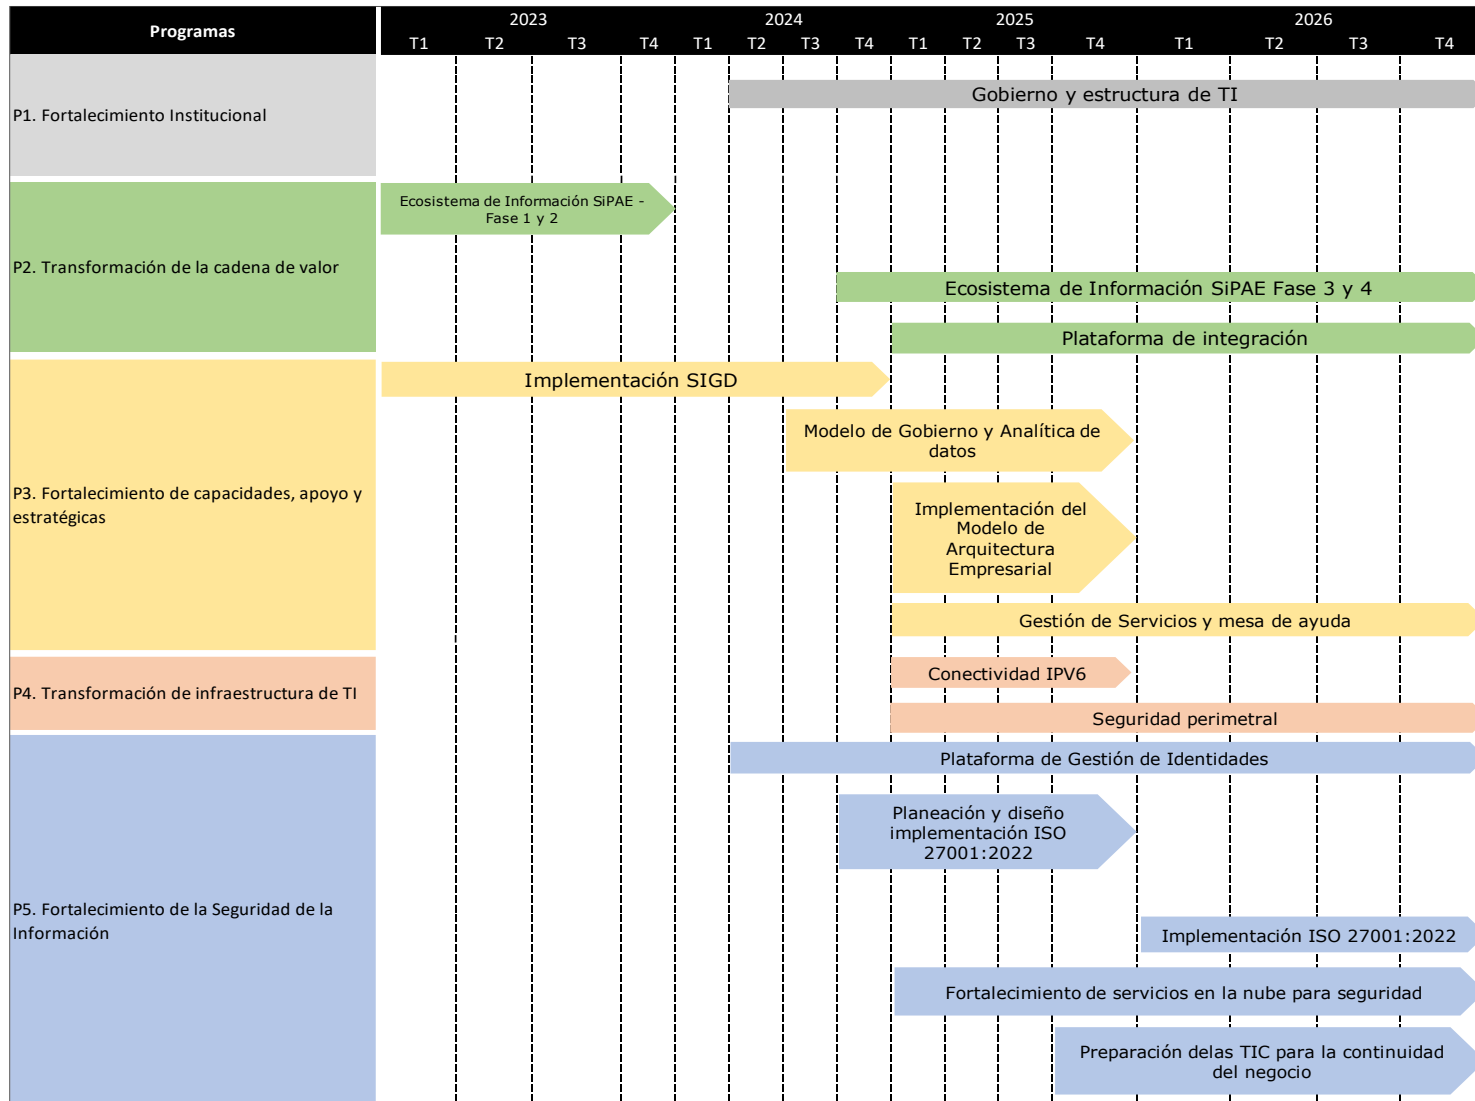 Programas
2023
2024
2025
2026
T1 T2 T3 T4 T1 T2 T3 T4 T1 T2 T3 T4 T1 T2 T3 T4
P1. Fortalecimiento Institucional
Gobierno y estructura de TI
P2. Transformación de la cadena de valor
Ecosistema de Información SiPAE -
Fase 1 y 2
Ecosistema de Información SiPAE Fase 3 y 4
Plataforma de integración
P3. Fortalecimiento de capacidades, apoyo y
estratégicas
Implementación SIGD
Modelo de Gobierno y Analítica de
datos
Implementación del
Modelo de
Arquitectura
Empresarial
Gestión de Servicios y mesa de ayuda
P4. Transformación de infraestructura de TI
Conectividad IPV6
Seguridad perimetral
P5. Fortalecimiento de la Seguridad de la
Información
Plataforma de Gestión de Identidades
Planeación y diseño
implementación ISO
27001:2022
Implementación ISO 27001:2022
Fortalecimiento de servicios en la nube para seguridad
Preparación delas TIC para la continuidad
del negocio